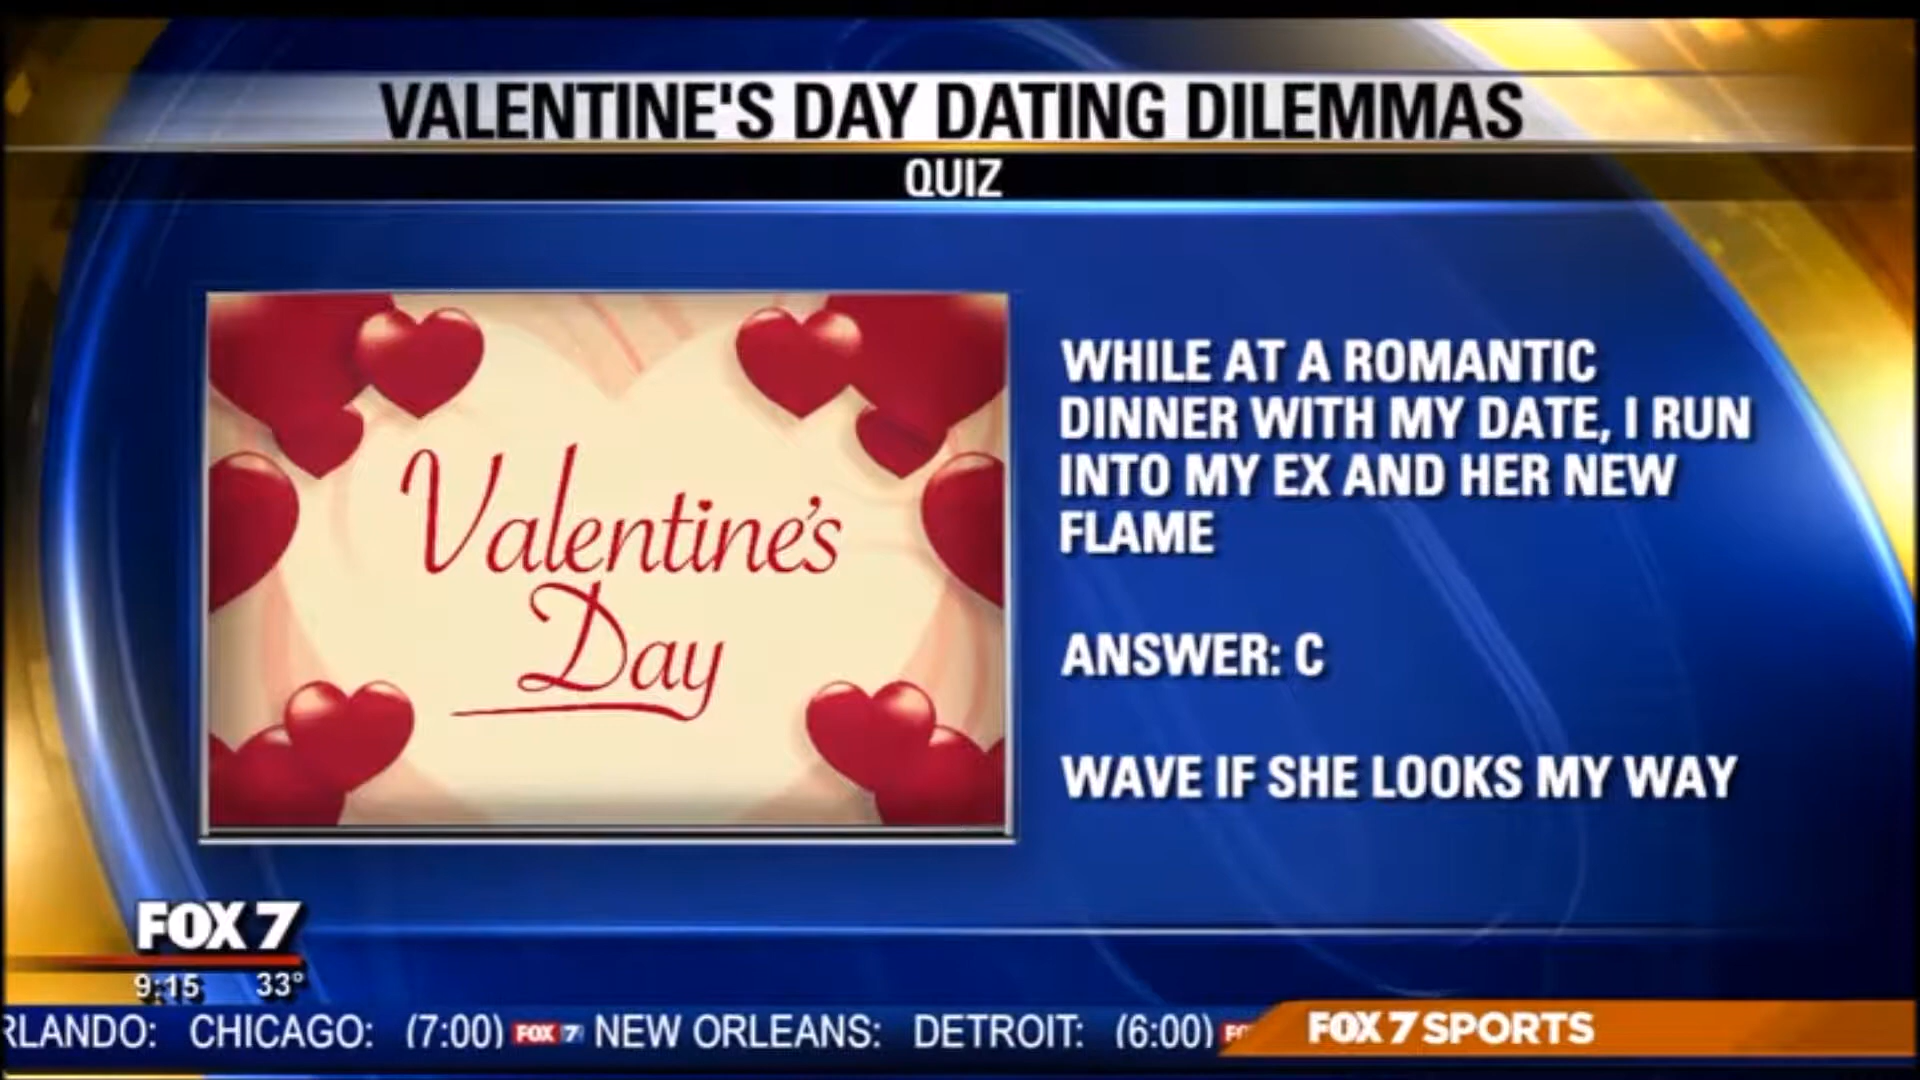 VALENTINE'S DAY DATING DILEMMAS
QUIZ
Valentine's
Day
WHILE AT A ROMANTIC
DINNER WITH MY DATE, I RUN
INTO MY EX AND HER NEW
FLAME
ANSWER: C
WAVE IF SHE LOOKS MY WAY
FOX 7
9:15 33°
RLANDO: CHICAGO: (7:00) FOX 7 NEW ORLEANS: DETROIT: (6:00) FO FOX 7 SPORTS